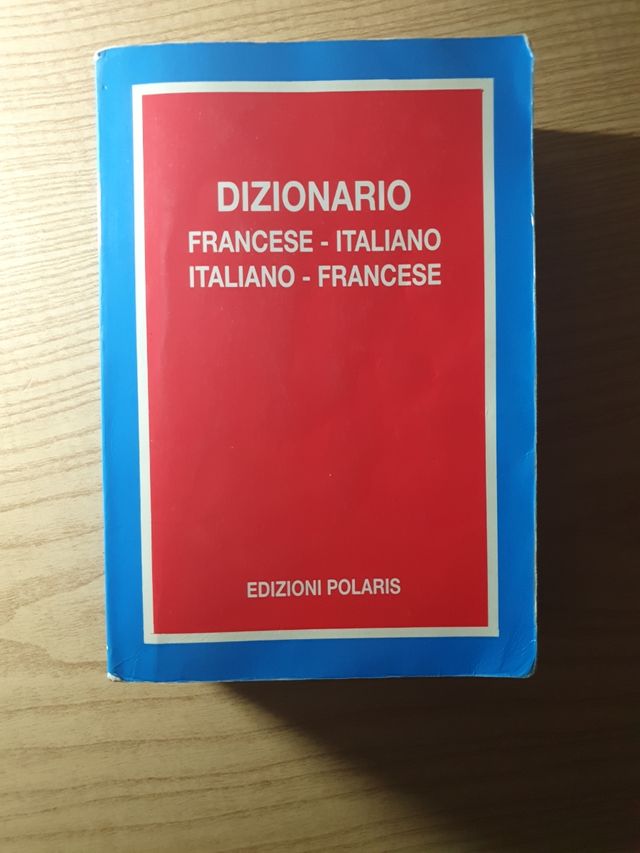 DIZIONARIO
FRANCESE - ITALIANO
ITALIANO - FRANCESE
EDIZIONI POLARIS